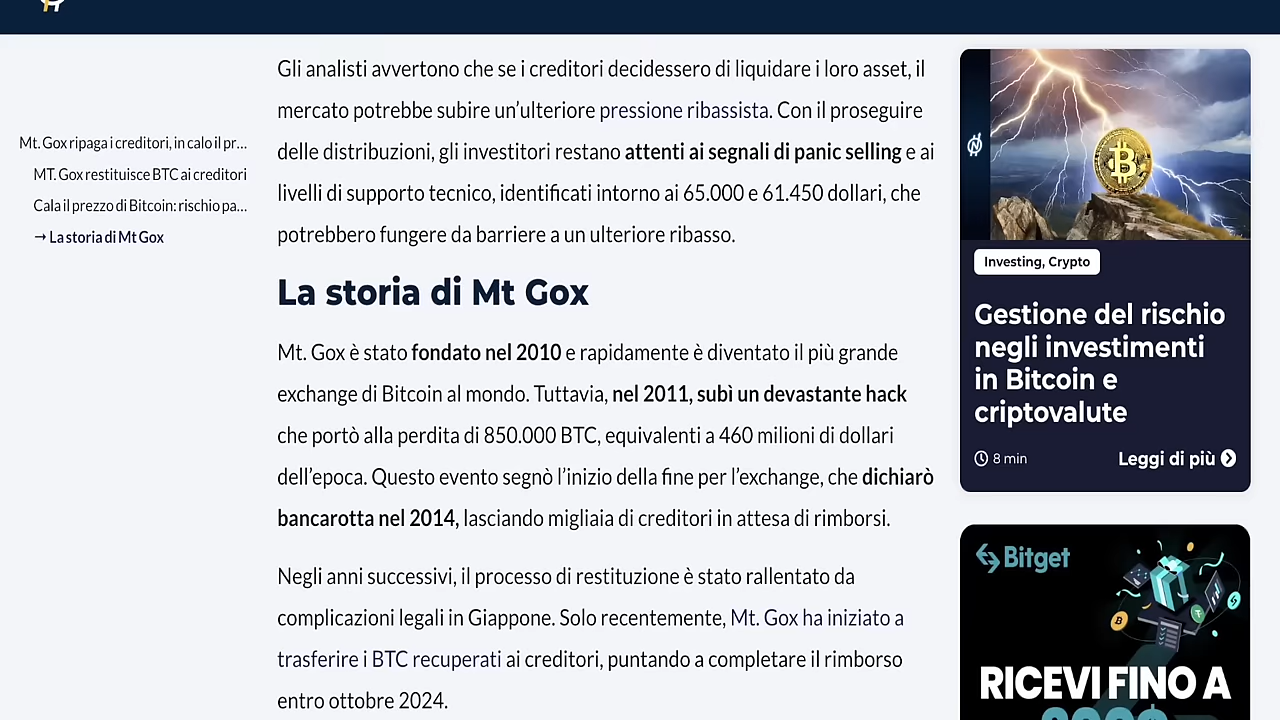 Mt. Gox ripaga i creditori, in calo il pr...
MT. Gox restituisce BTC ai creditori
Cala il prezzo di Bitcoin: rischio pa...
→ La storia di Mt Gox
Gli analisti avvertono che se i creditori decidessero di liquidare i loro asset, il
mercato potrebbe subire un’ulteriore pressione ribassista. Con il proseguire
delle distribuzioni, gli investitori restano attenti ai segnali di panic selling e ai
livelli di supporto tecnico, identificati intorno ai 65.000 e 61.450 dollari, che
potrebbero fungere da barriere a un ulteriore ribasso.
La storia di Mt Gox
Mt. Gox è stato fondato nel 2010 e rapidamente è diventato il più grande
exchange di Bitcoin al mondo. Tuttavia, nel 2011, subì un devastante hack
che portò alla perdita di 850.000 BTC, equivalenti a 460 milioni di dollari
dell’epoca. Questo evento segnò l’inizio della fine per l’exchange, che dichiarò
bancarotta nel 2014, lasciando migliaia di creditori in attesa di rimborsi.
Negli anni successivi, il processo di restituzione è stato rallentato da
complicazioni legali in Giappone. Solo recentemente, Mt. Gox ha iniziato a
trasferire i BTC recuperati ai creditori, puntando a completare il rimborso
entro ottobre 2024.
Investing, Crypto
Gestione del rischio
negli investimenti
in Bitcoin e
criptovalute
8 min
Leggi di più
Bitget
RICEVI FINO A